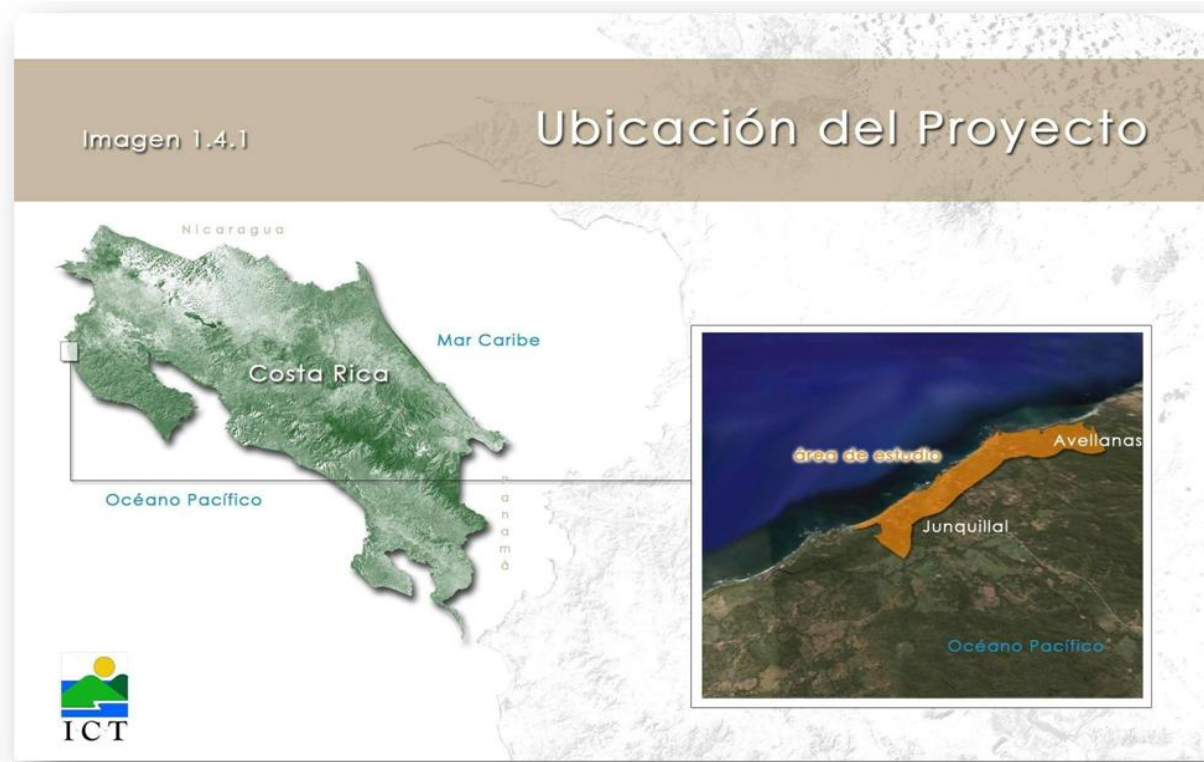 Imagen 1.4.1
Ubicación del Proyecto
Nicaragua
Mar Caribe
Costa Rica
Océano Pacífico
Panamá
área de estudio
Avellanas
Junquillal
Océano Pacífico
ICT